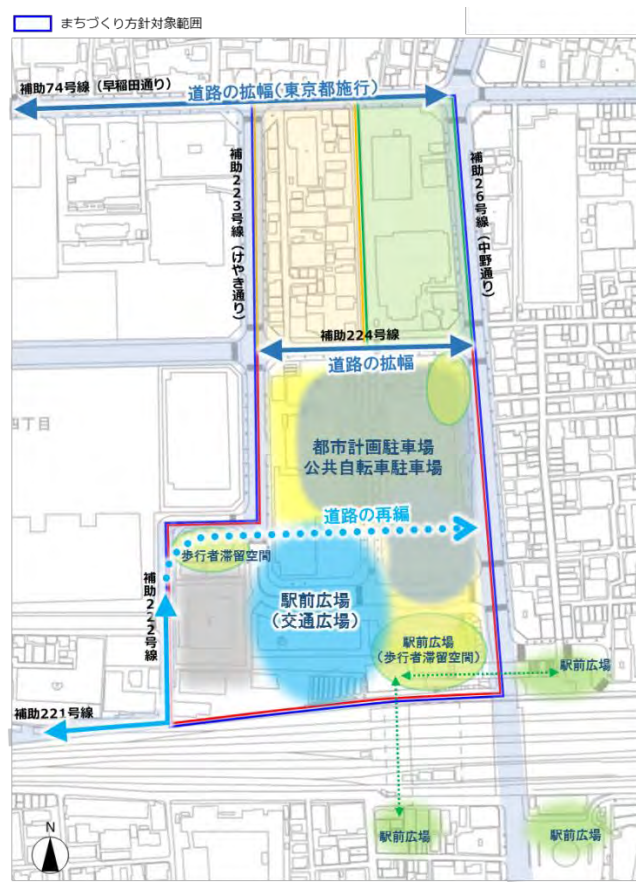 まちづくり方針対象範囲
補助74号線（早稲田通り）
道路の拡幅（東京都施行）
補助223号線（けやき通り）
補助26号線（中野通り）
補助224号線
道路の拡幅
四丁目
都市計画駐車場
公共自転車駐車場
道路の再編
歩行者滞留空間
補助222号線
駅前広場
（交通広場）
駅前広場
（歩行者滞留空間）
駅前広場
補助221号線
駅前広場
駅前広場
N